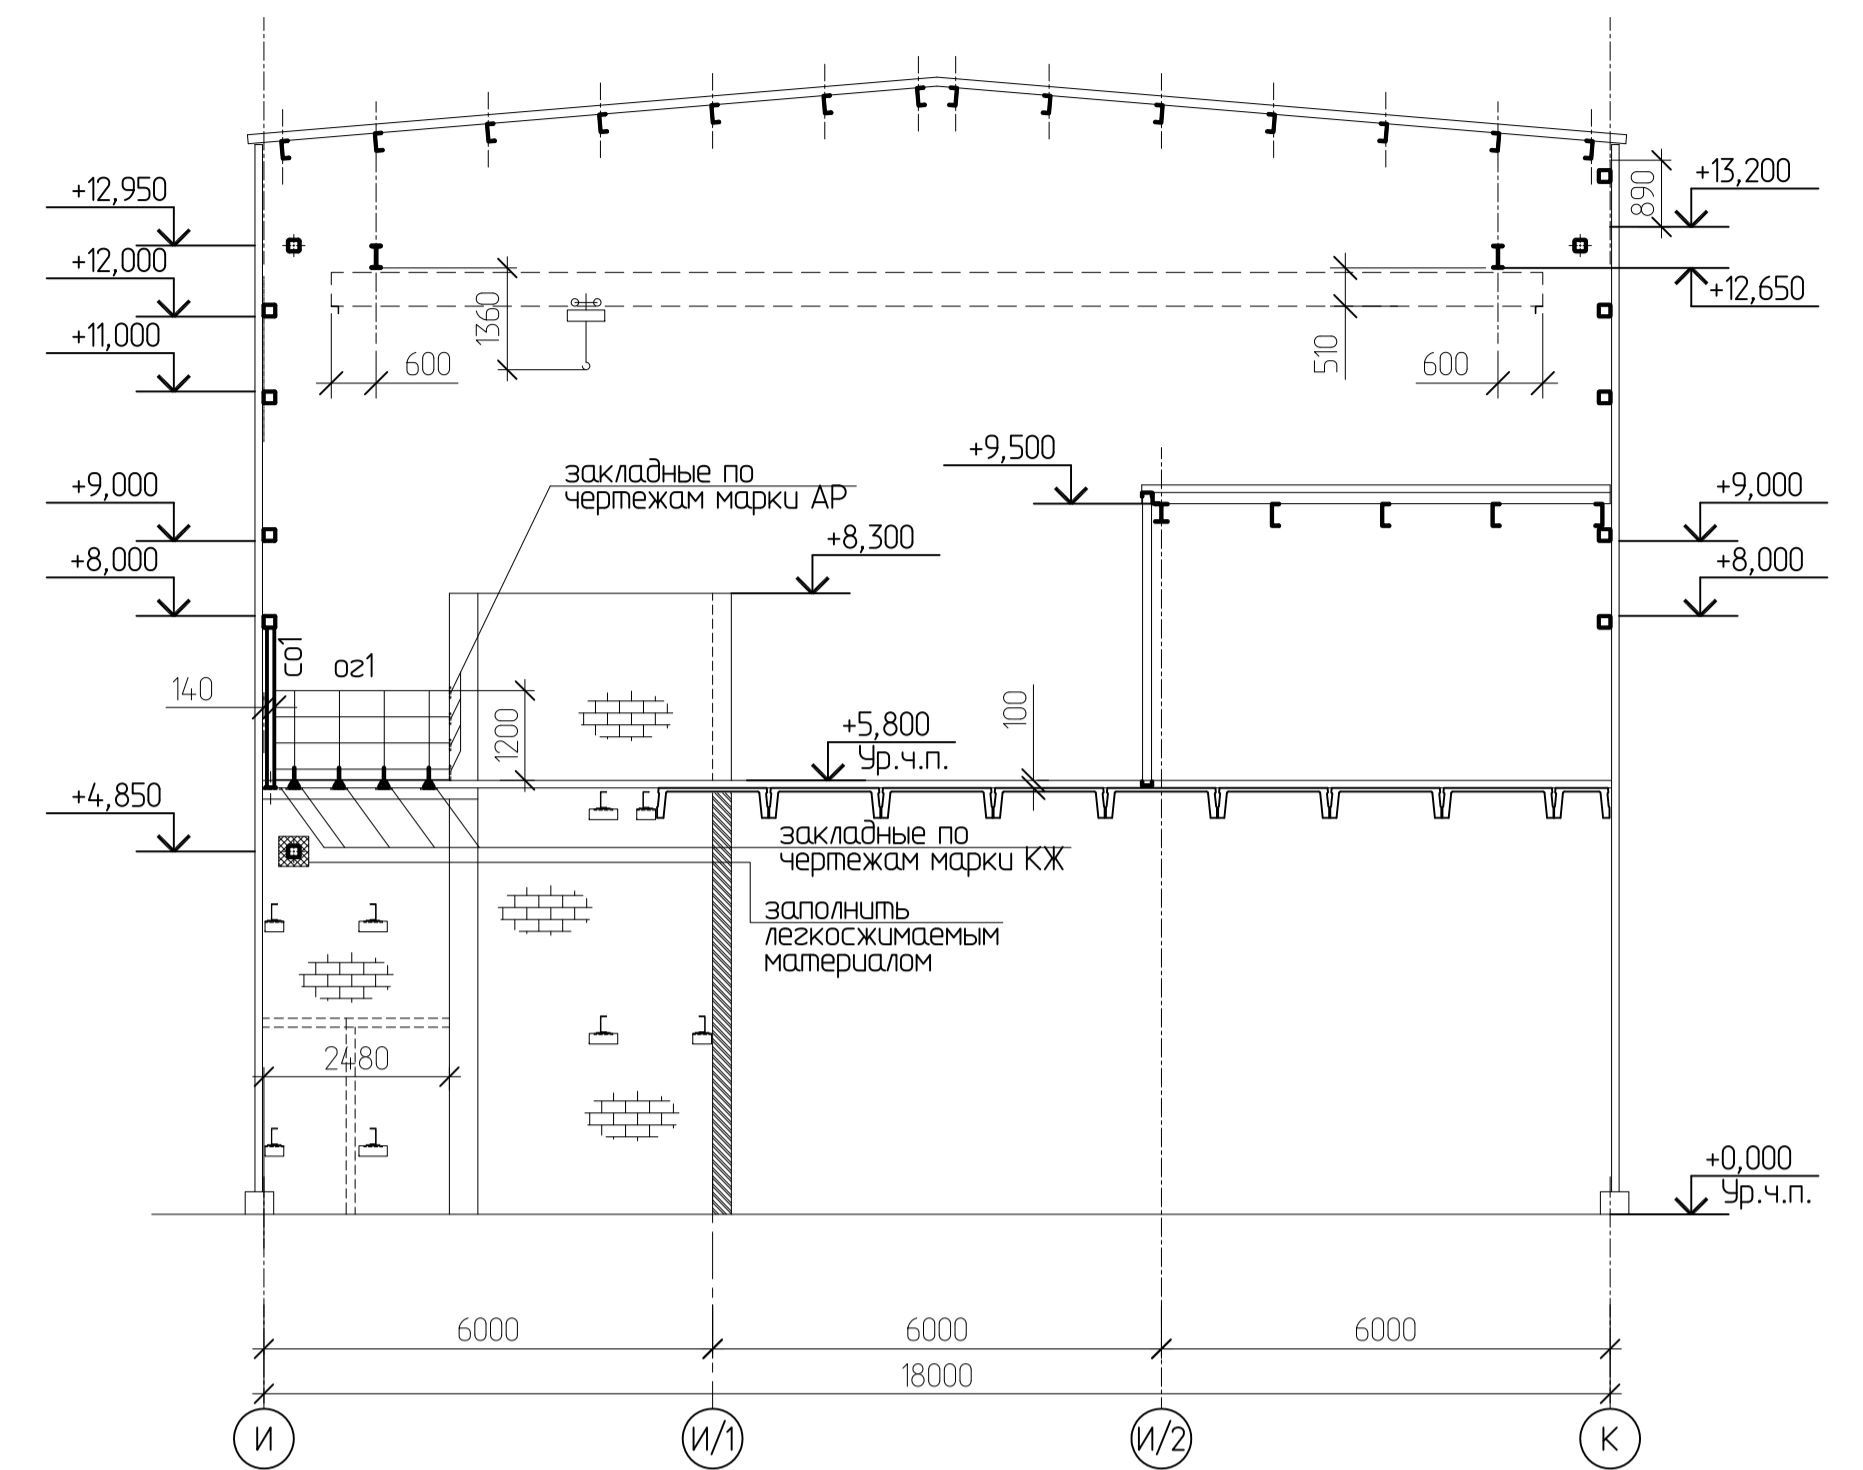 +12,950
+13,200
890
+12,000
+12,650
1360
+11,000
510
600
600
+9,500
закладные по
чертежам марки АР
+9,000
+9,000
+8,300
+8,000
+8,000
со1
ог1
140
1200
100
+5,800
Ур.ч.п.
+4,850
закладные по
чертежам марки КЖ
заполнить
легкосжимаемым
материалом
2480
+0,000
Ур.ч.п.
6000
6000
6000
18000
И
И/1
И/2
К